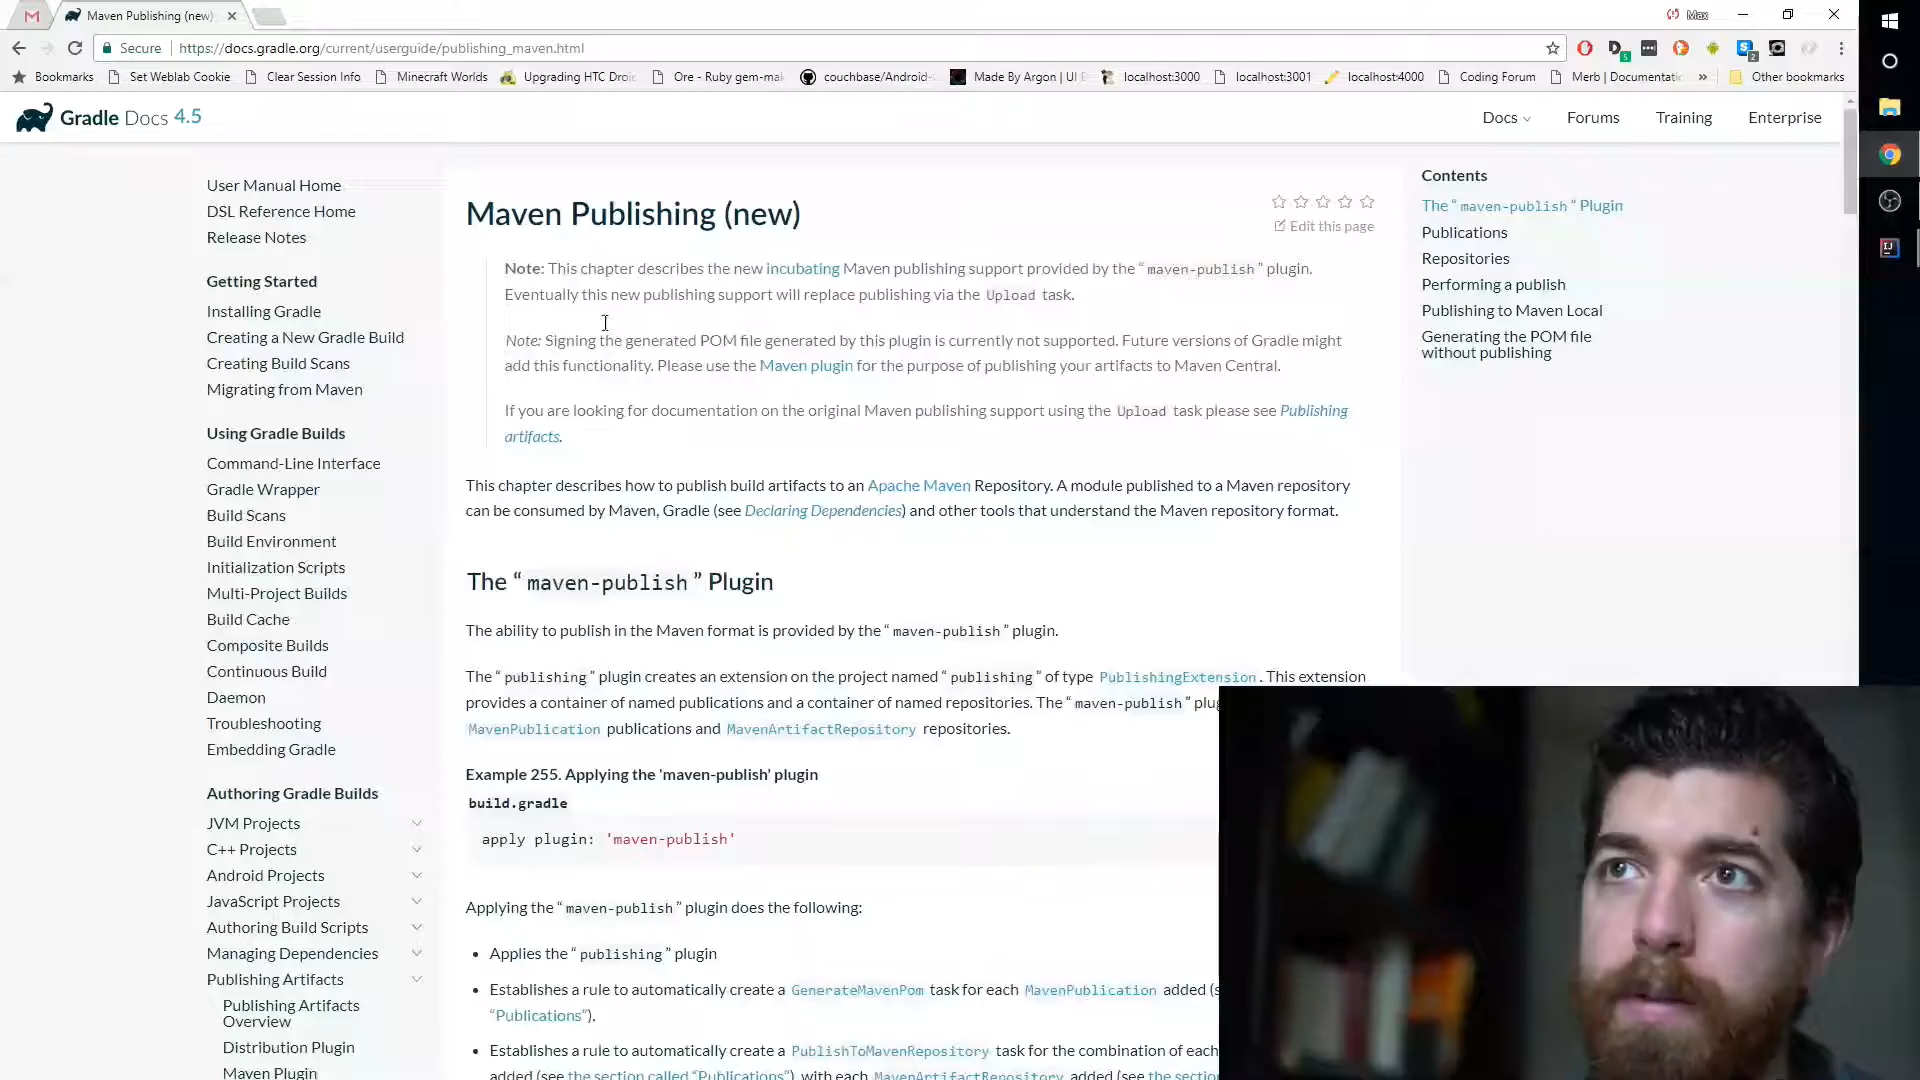 Maven Publishing (new)
Max
Secure
https://docs.gradle.org/current/userguide/publishing_maven.html
Bookmarks
Set Weblab Cookie
Clear Session Info
Minecraft Worlds
Upgrading HTC Droi
Ore - Ruby gem-mak
couchbase/Android-
Made By Argon | UI E
localhost:3000
localhost:3001
localhost:4000
Coding Forum
Merb | Documentati
»
Other bookmarks
Gradle Docs 4.5
Docs
Forums
Training
Enterprise
User Manual Home
DSL Reference Home
Release Notes
Getting Started
Installing Gradle
Creating a New Gradle Build
Creating Build Scans
Migrating from Maven
Using Gradle Builds
Command-Line Interface
Gradle Wrapper
Build Scans
Build Environment
Initialization Scripts
Multi-Project Builds
Build Cache
Composite Builds
Continuous Build
Daemon
Troubleshooting
Embedding Gradle
Authoring Gradle Builds
JVM Projects
C++ Projects
Android Projects
JavaScript Projects
Authoring Build Scripts
Managing Dependencies
Publishing Artifacts
Publishing Artifacts
Overview
Distribution Plugin
Maven Plugin
Maven Publishing (new)
Edit this page
Note: This chapter describes the new incubating Maven publishing support provided by the “maven-publish” plugin.
Eventually this new publishing support will replace publishing via the Upload task.
Note: Signing the generated POM file generated by this plugin is currently not supported. Future versions of Gradle might
add this functionality. Please use the Maven plugin for the purpose of publishing your artifacts to Maven Central.
If you are looking for documentation on the original Maven publishing support using the Upload task please see Publishing
artifacts.
This chapter describes how to publish build artifacts to an Apache Maven Repository. A module published to a Maven repository
can be consumed by Maven, Gradle (see Declaring Dependencies) and other tools that understand the Maven repository format.
The “maven-publish” Plugin
The ability to publish in the Maven format is provided by the “maven-publish” plugin.
The “publishing” plugin creates an extension on the project named “publishing” of type PublishingExtension. This extension
provides a container of named publications and a container of named repositories. The “maven-publish” plug
MavenPublication publications and MavenArtifactRepository repositories.
Example 255. Applying the 'maven-publish' plugin
build.gradle
apply plugin: 'maven-publish'
Applying the “maven-publish” plugin does the following:
• Applies the “publishing” plugin
• Establishes a rule to automatically create a GenerateMavenPom task for each MavenPublication added (s
“Publications”).
• Establishes a rule to automatically create a PublishToMavenRepository task for the combination of each
added (see the section called “Publications”), with each MavenArtifactRepository added (see the sectio
Contents
The “maven-publish” Plugin
Publications
Repositories
Performing a publish
Publishing to Maven Local
Generating the POM file
without publishing